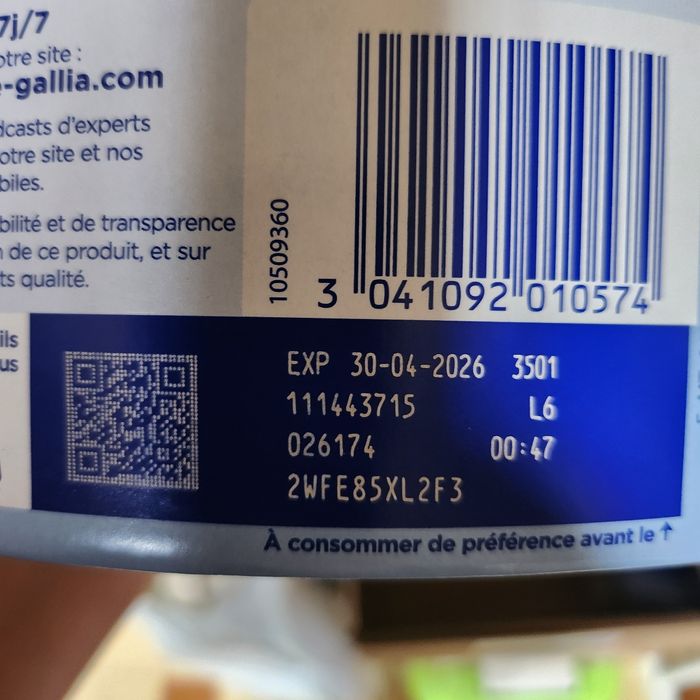 7j/7
otre site :
-gallia.com
dcasts d'experts
otre site et nos
biles.
bilité et de transparence
n de ce produit, et sur
ts qualité.
ils
us
10509360
3 041092 010574
EXP 30-04-2026 3501
111443715 L6
026174 00:47
2WFE85XL2F3
À consommer de préférence avant le ↑